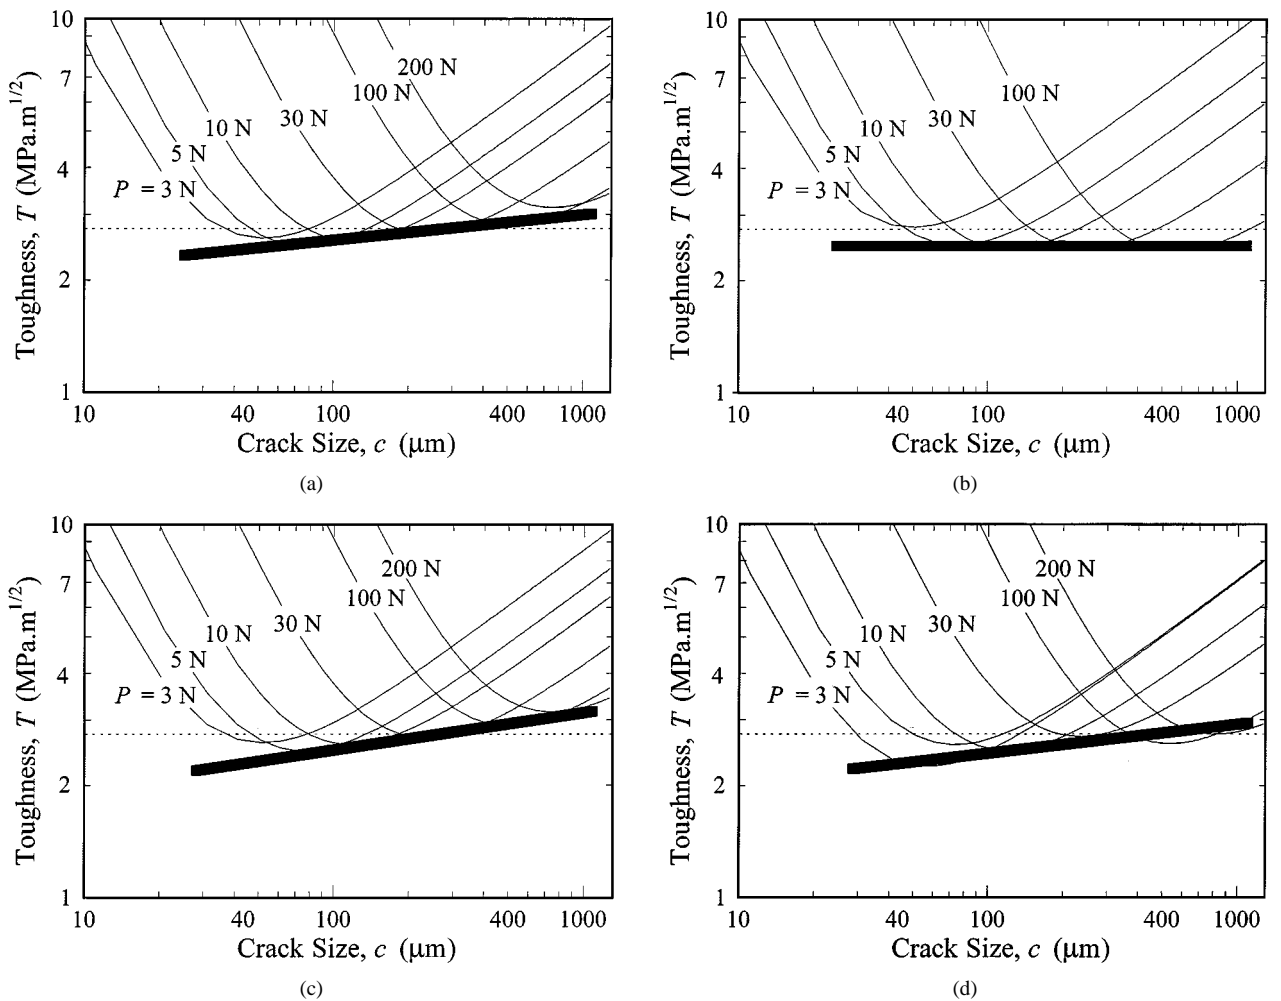 10
7
4
2
1
Toughness, T (MPa.m^1/2)
P = 3 N
5 N
10 N
30 N
100 N
200 N
10 40 100 400 1000
Crack Size, c (μm)
(a)
10
7
4
2
1
Toughness, T (MPa.m^1/2)
P = 3 N
5 N
10 N
30 N
100 N
10 40 100 400 1000
Crack Size, c (μm)
(b)
10
7
4
2
1
Toughness, T (MPa.m^1/2)
P = 3 N
5 N
10 N
30 N
100 N
200 N
10 40 100 400 1000
Crack Size, c (μm)
(c)
10
7
4
2
1
Toughness, T (MPa.m^1/2)
P = 3 N
5 N
10 N
30 N
100 N
200 N
10 40 100 400 1000
Crack Size, c (μm)
(d)